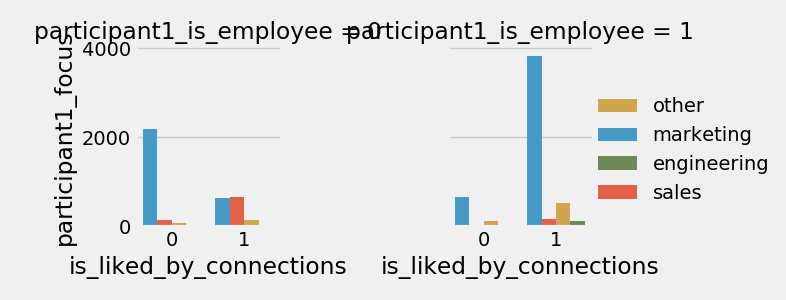 participant1_is_employee = 0
participant1_is_employee = 1
participant1_focus
4000
2000
0
0
1
0
1
is_liked_by_connections
is_liked_by_connections
other
marketing
engineering
sales